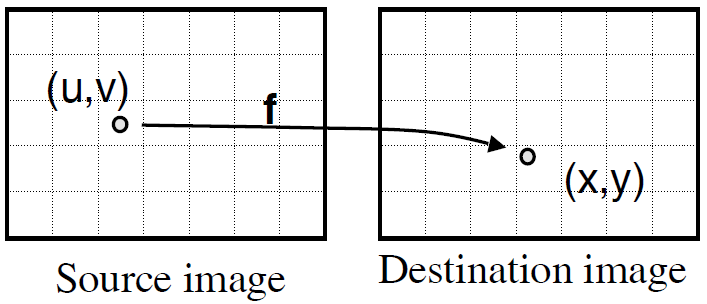 (u,v)
f
(x,y)
Source image
Destination image